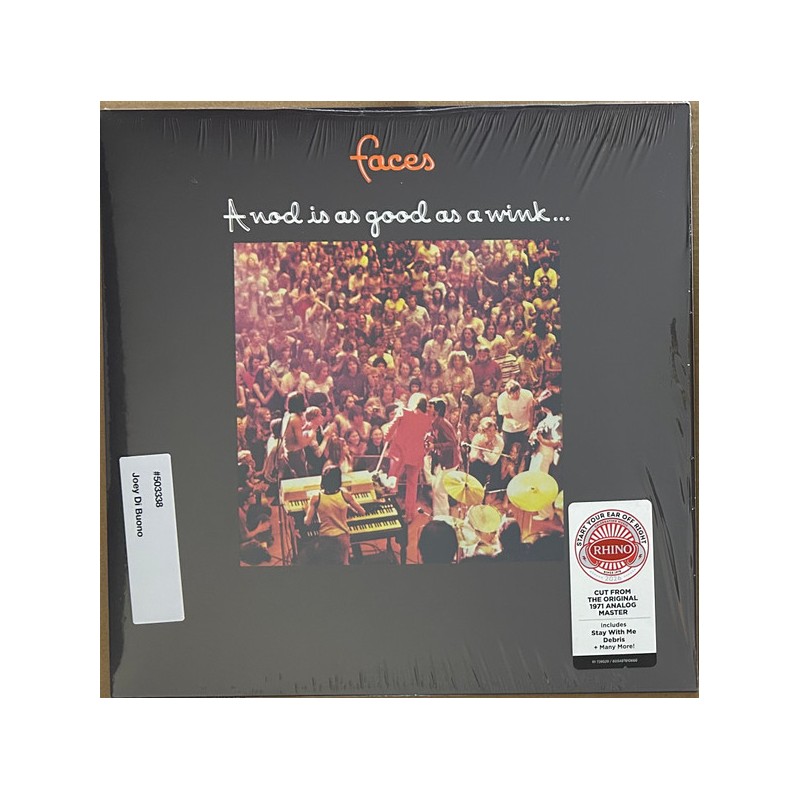 faces
A nod is as good as a wink...
#503338
Joey Di Buono
START YOUR EAR OFF RIGHT
RHINO
2026
CUT FROM
THE ORIGINAL
1971 ANALOG
MASTER
Includes
Stay With Me
Debris
+ Many More!